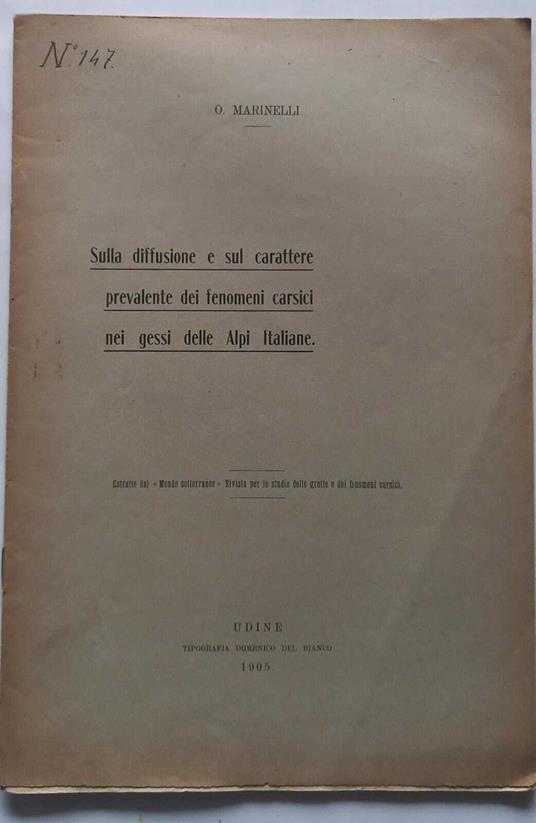 N° 147.
O. MARINELLI
Sulla diffusione e sul carattere
prevalente dei fenomeni carsici
nei gessi delle Alpi Italiane.
Estratto dal « Mondo sotterraneo » Rivista per lo studio delle grotte e dei fenomeni carsici.
UDINE
TIPOGRAFIA DOMENICO DEL BIANCO
1905